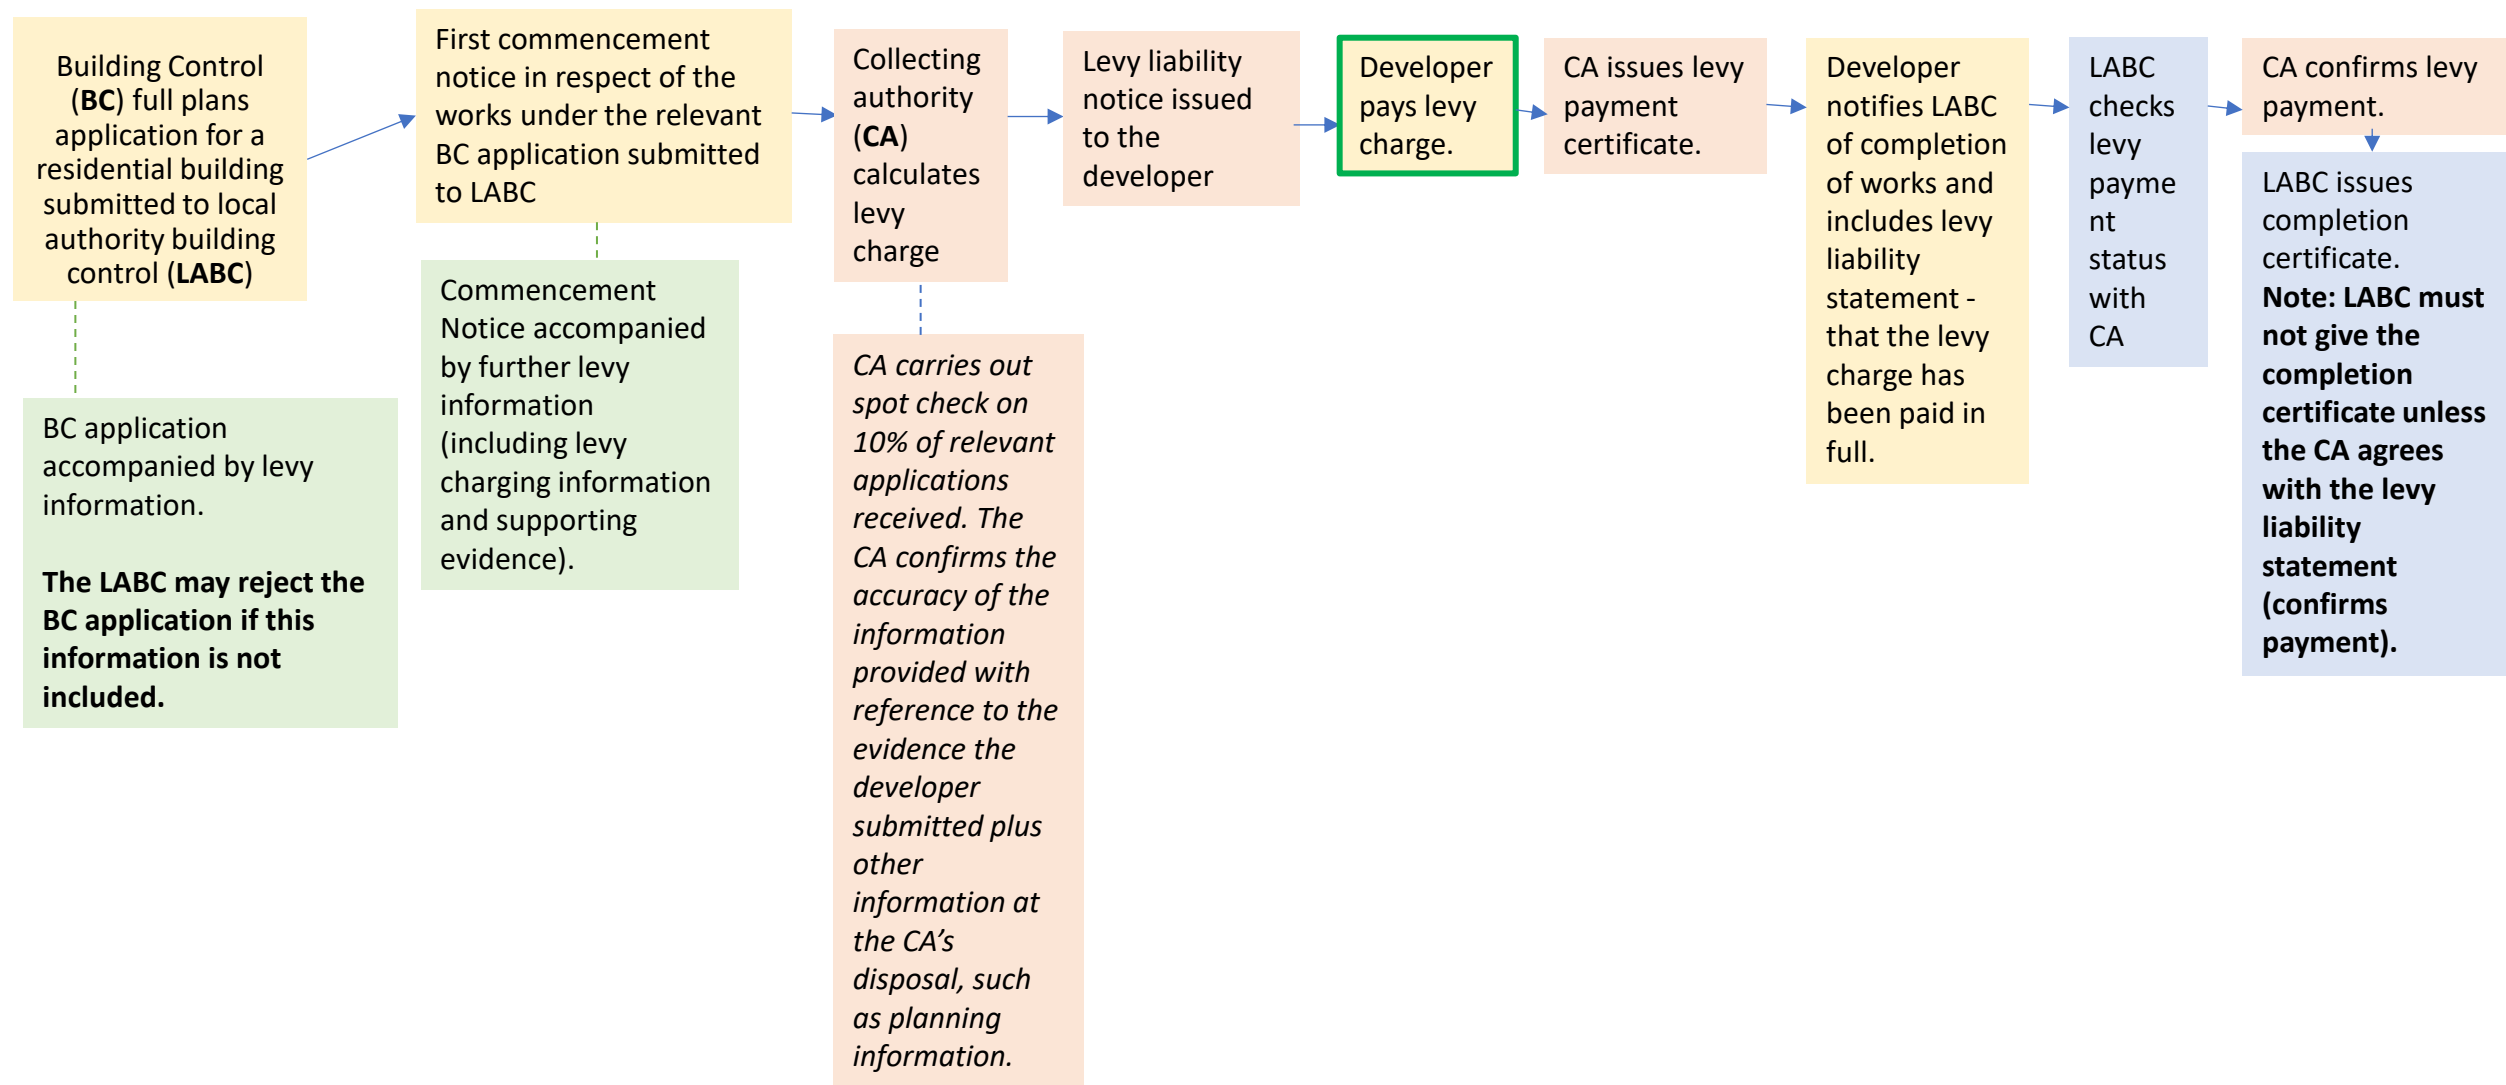 Building Control
(BC) full plans
application for a
residential building
submitted to local
authority building
control (LABC)
BC application
accompanied by levy
information.
The LABC may reject the
BC application if this
information is not
included.
First commencement
notice in respect of the
works under the relevant
BC application submitted
to LABC
Commencement
Notice accompanied
by further levy
information
(including levy
charging information
and supporting
evidence).
Collecting
authority
(CA)
calculates
levy
charge
CA carries out
spot check on
10% of relevant
applications
received. The
CA confirms the
accuracy of the
information
provided with
reference to the
evidence the
developer
submitted plus
other
information at
the CA’s
disposal, such
as planning
information.
Levy liability
notice issued
to the
developer
Developer
pays levy
charge.
CA issues levy
payment
certificate.
Developer
notifies LABC
of completion
of works and
includes levy
liability
statement -
that the levy
charge has
been paid in
full.
LABC
checks
levy
payme
nt
status
with
CA
CA confirms levy
payment.
LABC issues
completion
certificate.
Note: LABC must
not give the
completion
certificate unless
the CA agrees
with the levy
liability
statement
(confirms
payment).